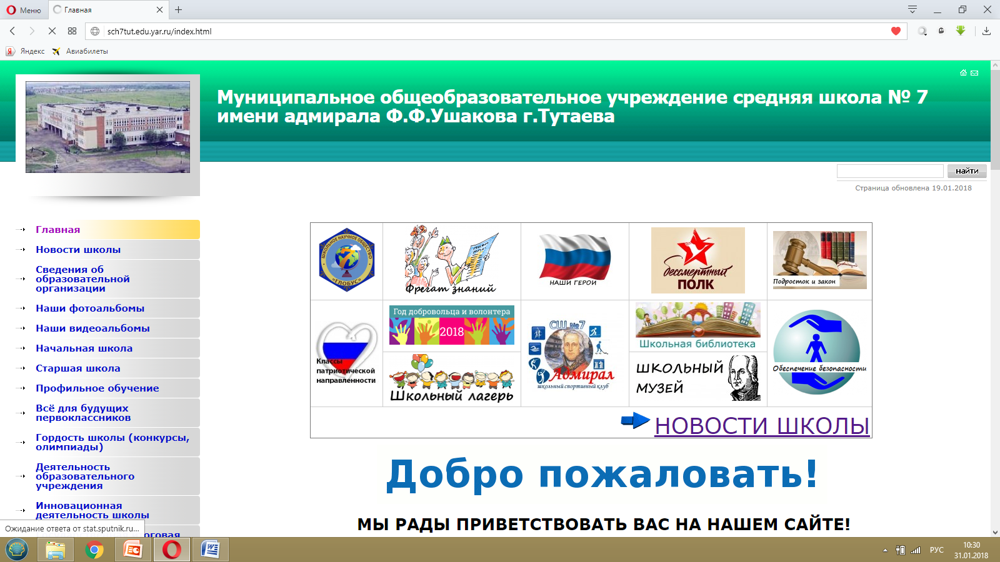 Меню
Главная
sch7tut.edu.yar.ru/index.html
Яндекс
Авиабилеты
Муниципальное общеобразовательное учреждение средняя школа № 7
имени адмирала Ф.Ф.Ушакова г.Тутаева
найти
Страница обновлена 19.01.2018
Главная
Новости школы
Сведения об
образовательной
организации
Наши фотоальбомы
Наши видеоальбомы
Начальная школа
Старшая школа
Профильное обучение
Всё для будущих
первоклассников
Гордость школы (конкурсы,
олимпиады)
Деятельность
образовательного
учреждения
Инновационная
деятельность школы
оговая
ШКОЛЬНОЕ НАУЧНОЕ ОБЩЕСТВО
«ГЛОБУС»
Фрегат знаний
НАШИ ГЕРОИ
бессмертный
ПОЛК
Подросток и закон
Классы
патриотической
направленности
Год добровольца и волонтера
2018
Школьный лагерь
СШ №7
Адмирал
школьный спортивный клуб
Школьная библиотека
ШКОЛЬНЫЙ
МУЗЕЙ
Обеспечение безопасности
НОВОСТИ ШКОЛЫ
Добро пожаловать!
МЫ РАДЫ ПРИВЕТСТВОВАТЬ ВАС НА НАШЕМ САЙТЕ!
Ожидание ответа от stat.sputnik.ru...
РУС
10:30
31.01.2018